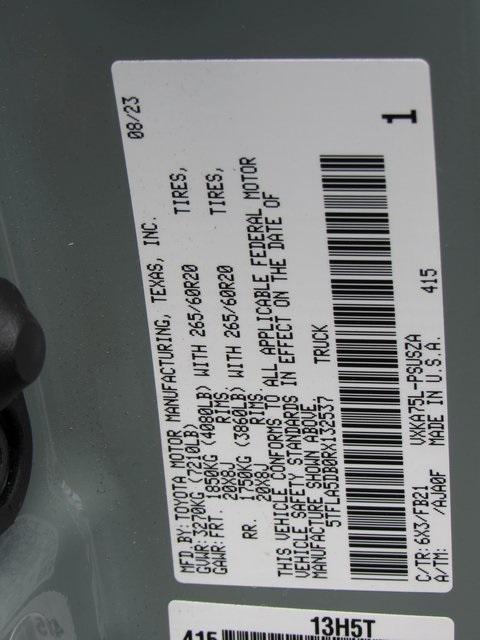 MFD.BY:TOYOTA MOTOR MANUFACTURING, TEXAS, INC. 08/23
GVWR:3270KG (7210LB)
GAWR:FRT. 1850KG (4080LB) WITH 265/60R20 TIRES,
20X8J RIMS
RR. 1750KG (3860LB) WITH 265/60R20 TIRES,
20X8J RIMS
THIS VEHICLE CONFORMS TO ALL APPLICABLE FEDERAL MOTOR
VEHICLE SAFETY STANDARDS IN EFFECT ON THE DATE OF
MANUFACTURE SHOWN ABOVE.
5TFLA5DB0RX132537 TRUCK
1
C/TR:6X3/FB21 VXKA75L-PSUSZA 415
A/TM: /AJA0F MADE IN U.S.A.
415 13H5T